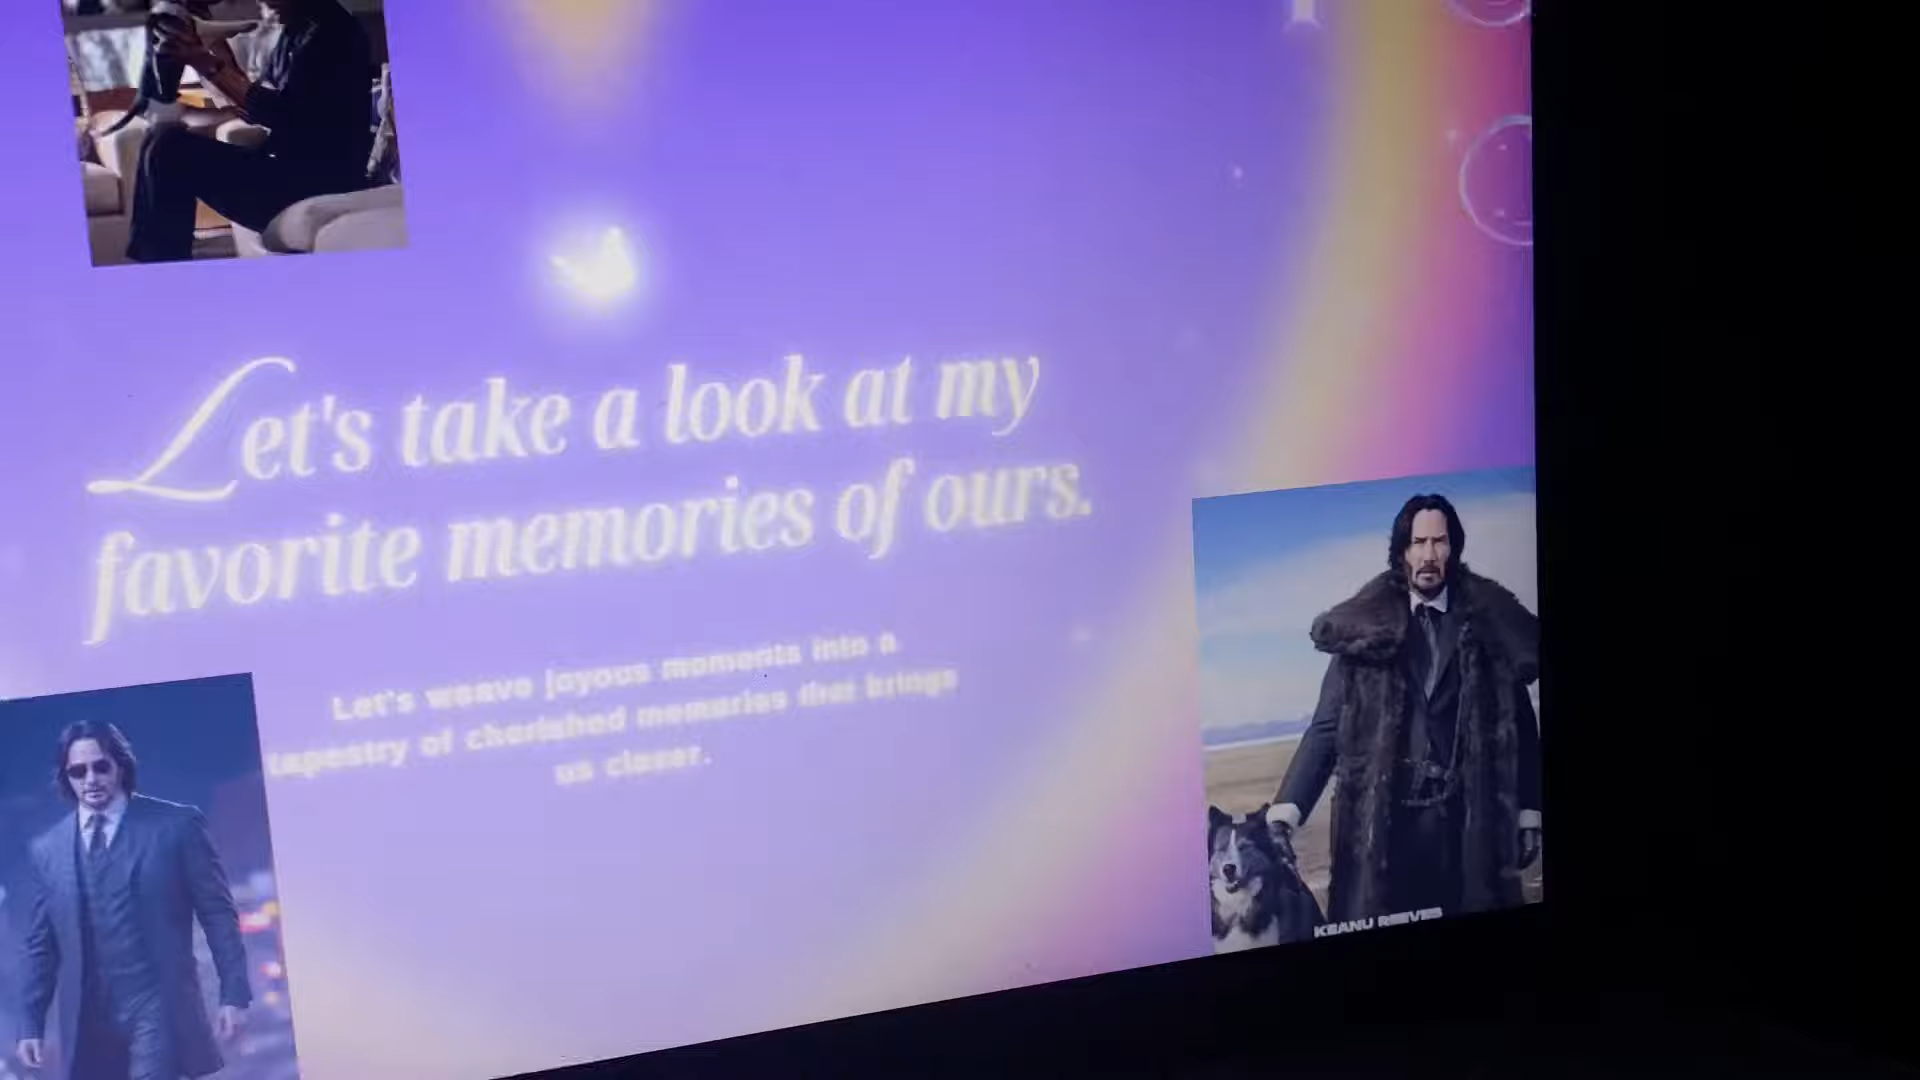 Let's take a look at my
favorite memories of ours.
Let's weave joyous moments into a
tapestry of cherished memories that brings
us closer.
KEANU REEVES